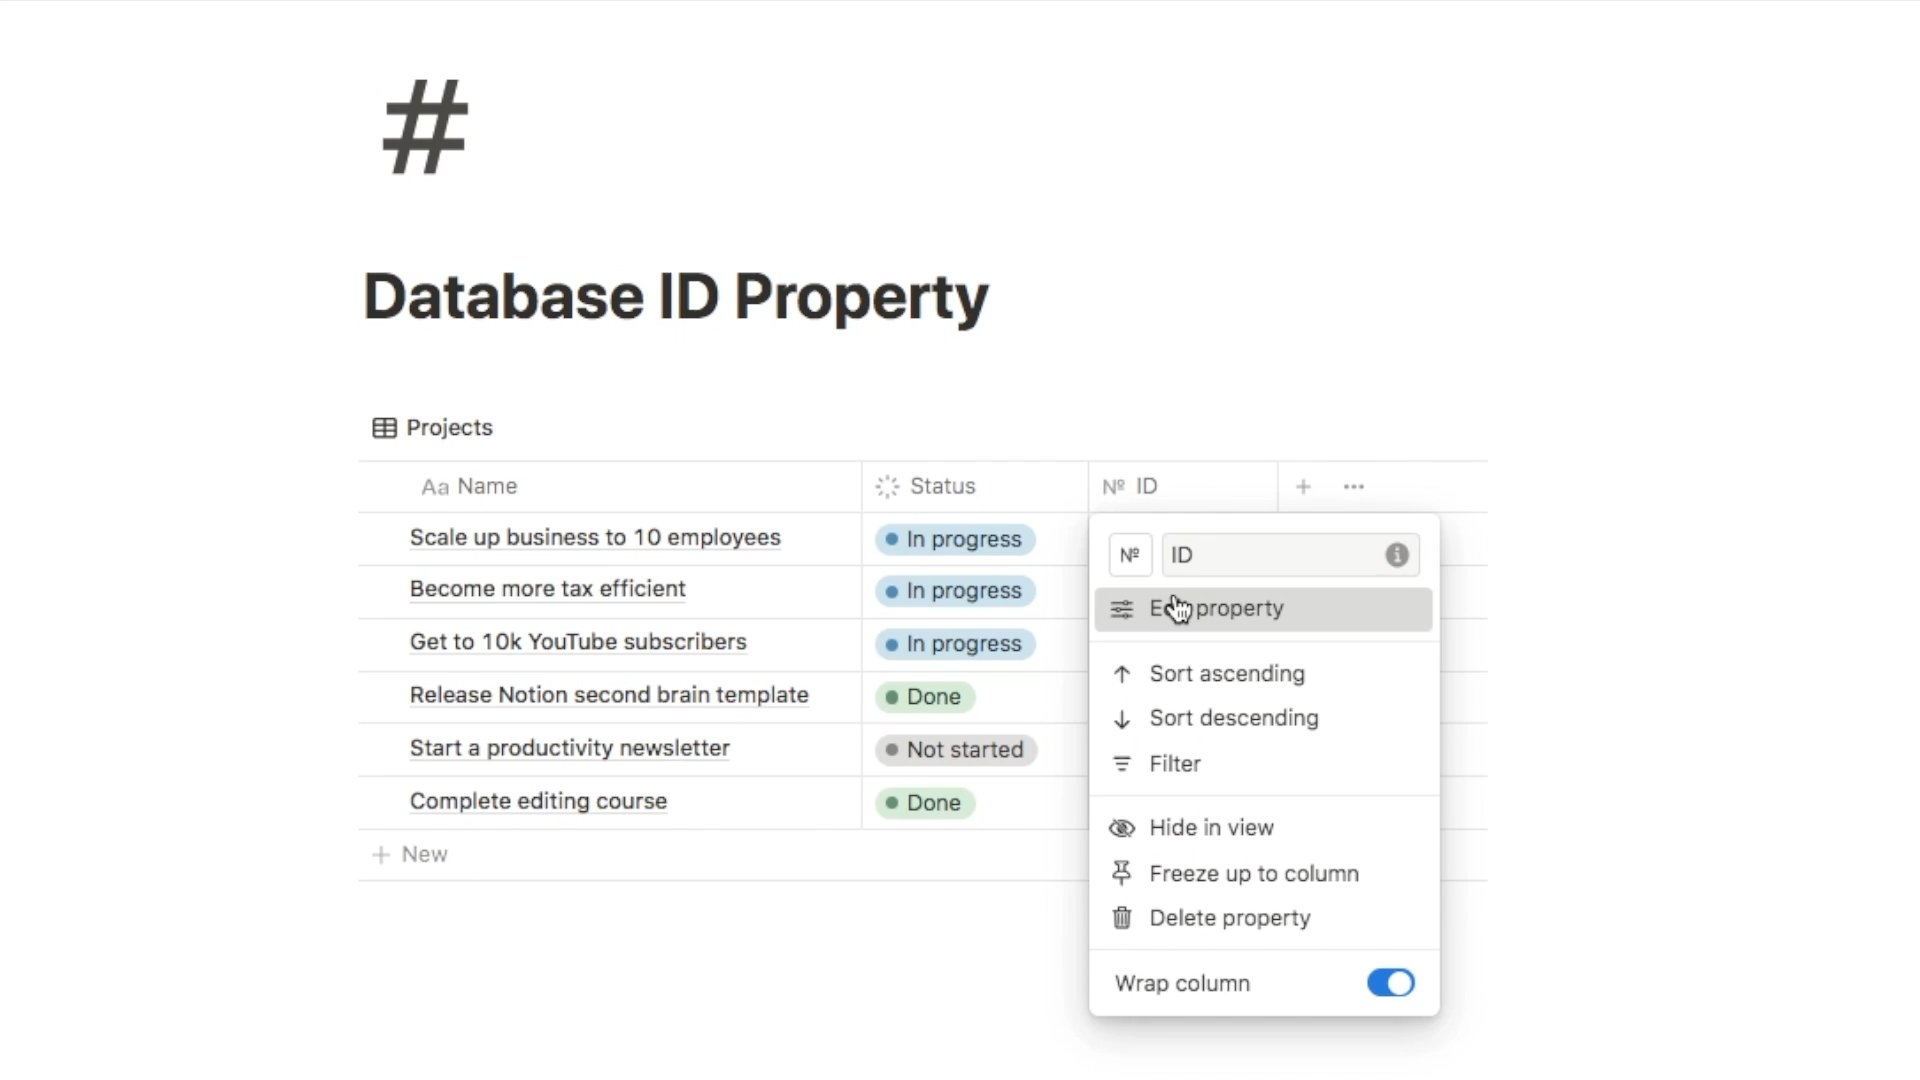 #
Database ID Property
Projects
Aa Name
Status
Nº ID
Scale up business to 10 employees
In progress
Become more tax efficient
In progress
Get to 10k YouTube subscribers
In progress
Release Notion second brain template
Done
Start a productivity newsletter
Not started
Complete editing course
Done
+ New
Nº ID
property
Sort ascending
Sort descending
Filter
Hide in view
Freeze up to column
Delete property
Wrap column